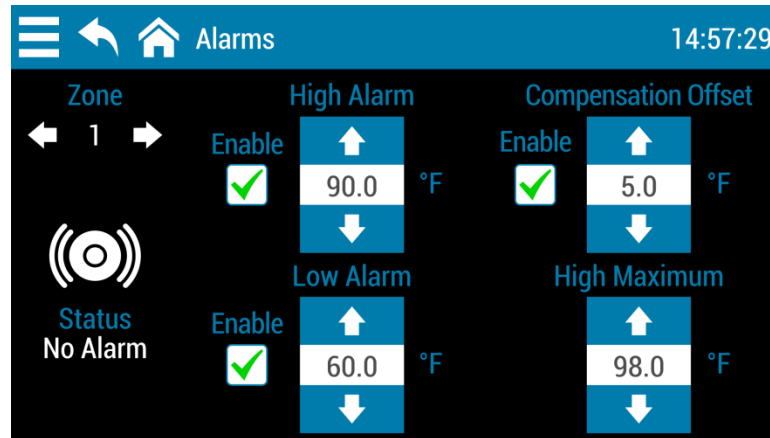 Alarms
14:57:29
Zone
1
High Alarm
Enable
90.0
°F
Compensation Offset
Enable
5.0
°F
Status
No Alarm
Low Alarm
Enable
60.0
°F
High Maximum
98.0
°F